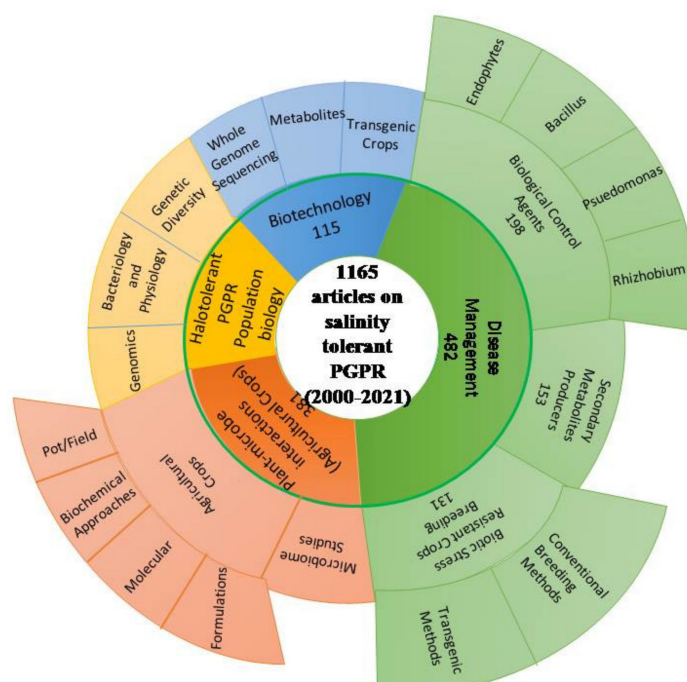 1165
articles on
salinity
tolerant
PGPR
(2000-2021)
Biotechnology
115
Disease
Management
482
Plant-microbe
interactions
(Agricultural Crops)
381
Halotolerant
PGPR
Population
biology
Whole
Genome
Sequencing
Metabolites
Transgenic
Crops
Endophytes
Bacillus
Psuedomonas
Rhizhobium
Biological Control
Agents
198
Secondary
Metabolites
Producers
153
Biotic Stress
Resistant Crops
Breeding
131
Conventional
Breeding
Methods
Transgenic
Methods
Microbiome
Studies
Agricultural
Crops
Formulations
Molecular
Biochemical
Approaches
Pot/Field
Genomics
Bacteriology
and
Physiology
Genetic
Diversity